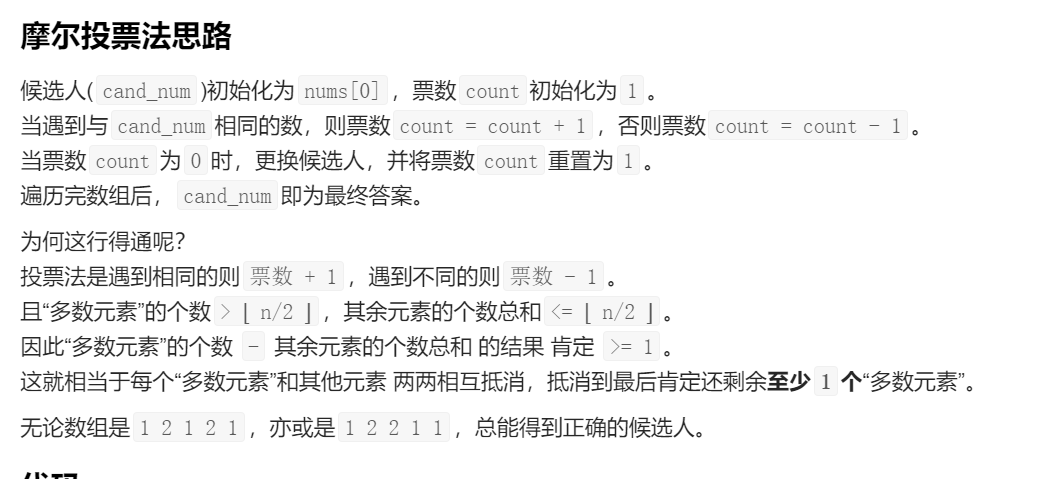 摩尔投票法思路
候选人( cand_num )初始化为 nums[0] ，票数 count 初始化为 1 。
当遇到与 cand_num 相同的数，则票数 count = count + 1 ，否则票数 count = count - 1 。
当票数 count 为 0 时，更换候选人，并将票数 count 重置为 1 。
遍历完数组后， cand_num 即为最终答案。
为何这行得通呢？
投票法是遇到相同的则 票数 + 1 ，遇到不同的则 票数 - 1 。
且“多数元素”的个数 > ⌊ n/2 ⌋ ，其余元素的个数总和 <= ⌊ n/2 ⌋ 。
因此“多数元素”的个数 - 其余元素的个数总和 的结果 肯定 >= 1 。
这就相当于每个“多数元素”和其他元素 两两相互抵消，抵消到最后肯定还剩余至少 1 个“多数元素”。
无论数组是 1 2 1 2 1 ，亦或是 1 2 2 1 1 ，总能得到正确的候选人。